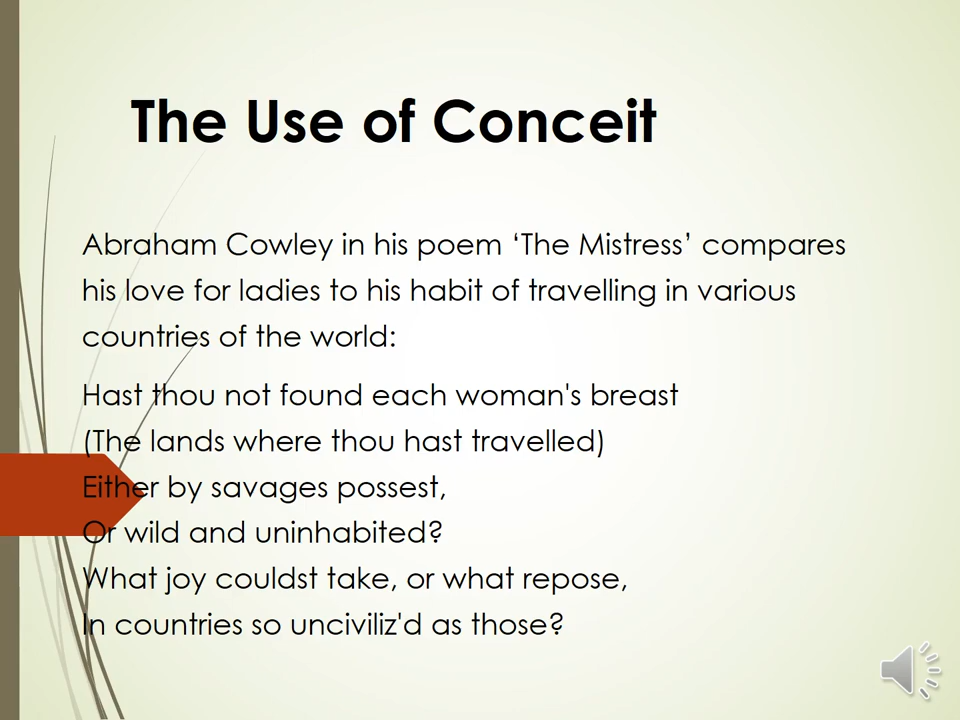 The Use of Conceit
Abraham Cowley in his poem ‘The Mistress’ compares
his love for ladies to his habit of travelling in various
countries of the world:
Hast thou not found each woman's breast
(The lands where thou hast travelled)
Either by savages possest,
Or wild and uninhabited?
What joy couldst take, or what repose,
In countries so unciviliz'd as those?